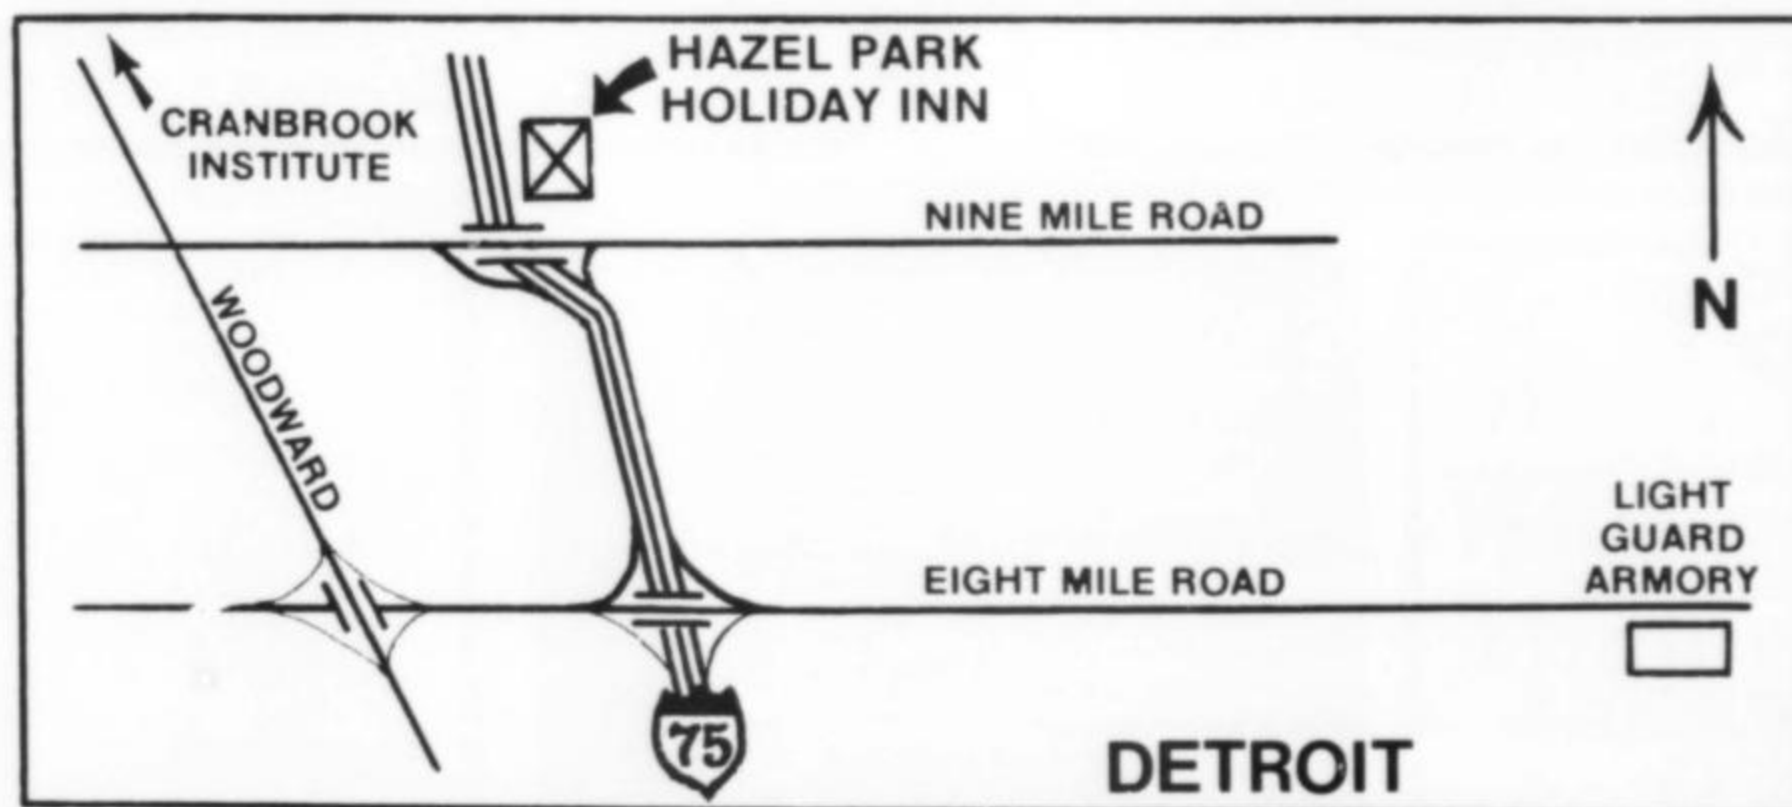 HAZEL PARK
HOLIDAY INN
CRANBROOK
INSTITUTE
NINE MILE ROAD
N
WOODWARD
LIGHT
GUARD
ARMORY
EIGHT MILE ROAD
75
DETROIT